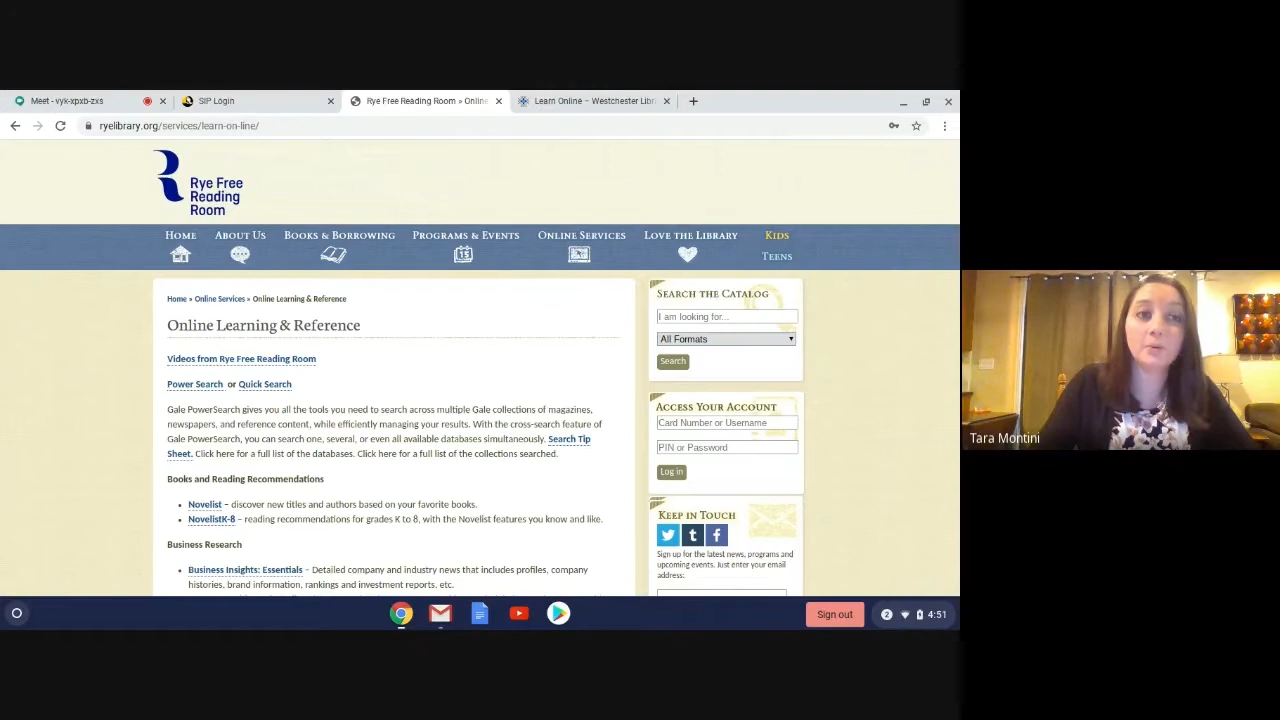 Meet - vyk-xpxb-zxs
SIP Login
Rye Free Reading Room » Online
Learn Online – Westchester Libr
ryelibrary.org/services/learn-on-line/
Rye Free
Reading
Room
Home
About Us
Books & Borrowing
Programs & Events
Online Services
Love the Library
Kids
Teens
15
Home » Online Services » Online Learning & Reference
Online Learning & Reference
Videos from Rye Free Reading Room
Power Search or Quick Search
Gale PowerSearch gives you all the tools you need to search across multiple Gale collections of magazines,
newspapers, and reference content, while efficiently managing your results. With the cross-search feature of
Gale PowerSearch, you can search one, several, or even all available databases simultaneously. Search Tip
Sheet. Click here for a full list of the databases. Click here for a full list of the collections searched.
Books and Reading Recommendations
• Novelist – discover new titles and authors based on your favorite books.
• NovelistK-8 – reading recommendations for grades K to 8, with the Novelist features you know and like.
Business Research
• Business Insights: Essentials – Detailed company and industry news that includes profiles, company
histories, brand information, rankings and investment reports. etc.
Search the Catalog
I am looking for...
All Formats
Search
Access Your Account
Card Number or Username
PIN or Password
Log in
Keep in Touch
Sign up for the latest news, programs and
upcoming events. Just enter your email
address:
Sign out
2
4:51
Tara Montini